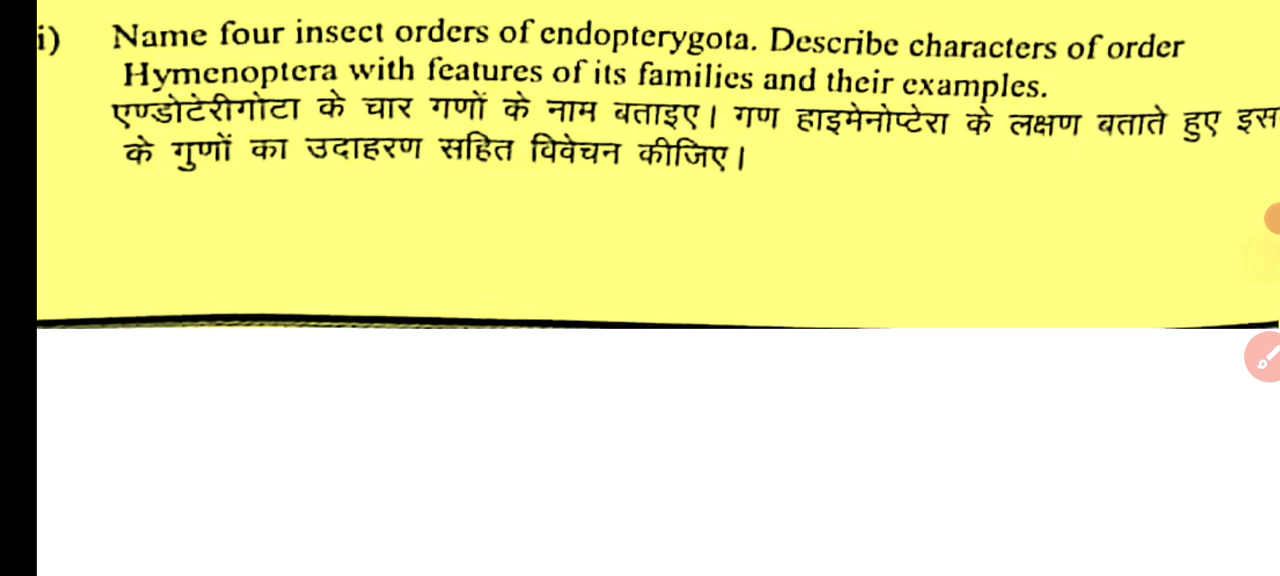 i) Name four insect orders of endopterygota. Describe characters of order
Hymenoptera with features of its families and their examples.
एण्डोटेरीगोटा के चार गणों के नाम बताइए। गण हाइमेनोप्टेरा के लक्षण बताते हुए इस
के गुणों का उदाहरण सहित विवेचन कीजिए।